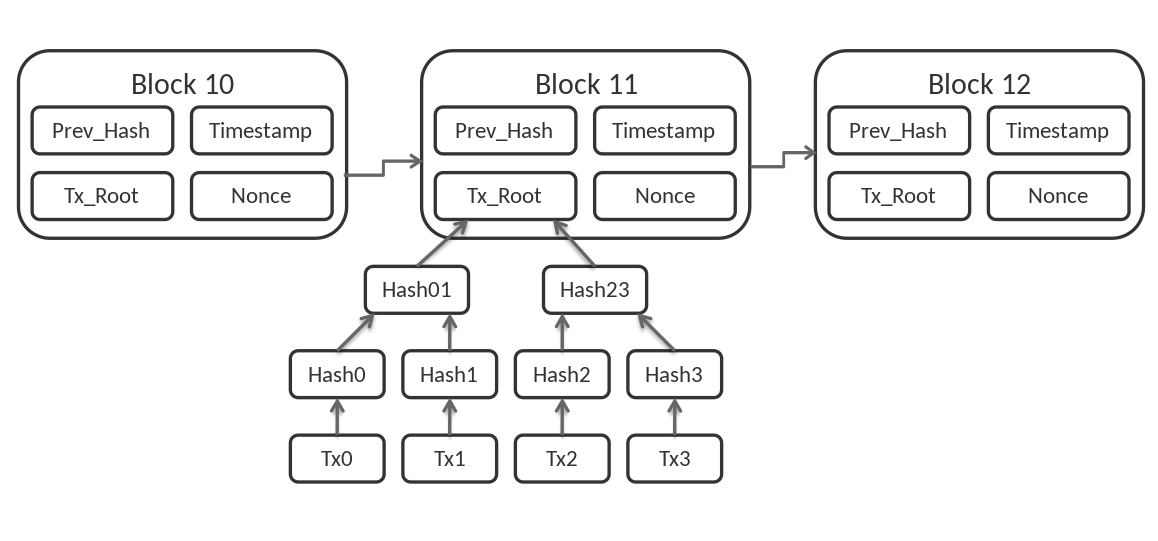 Block 10
Prev_Hash
Timestamp
Tx_Root
Nonce
Block 11
Prev_Hash
Timestamp
Tx_Root
Nonce
Block 12
Prev_Hash
Timestamp
Tx_Root
Nonce
Hash01
Hash23
Hash0
Hash1
Hash2
Hash3
Tx0
Tx1
Tx2
Tx3